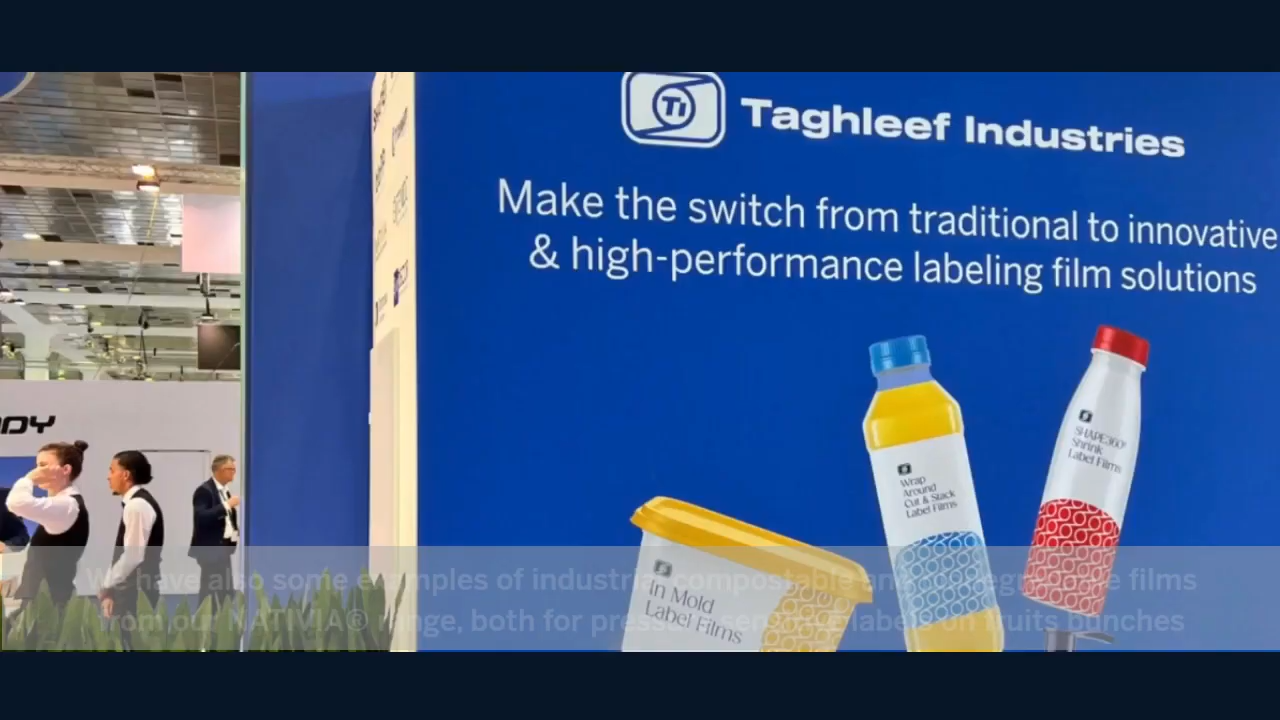 Ti
Taghleef Industries
Make the switch from traditional to innovative
& high-performance labeling film solutions
SHAPE360®
Shrink
Label Films
Wrap
Around
Cut & Stack
Label Films
In Mold
Label Films
We have also some examples of industrial compostable and films
from our NATIVIA® range, both for pressure sensitive labels on fruits bunches